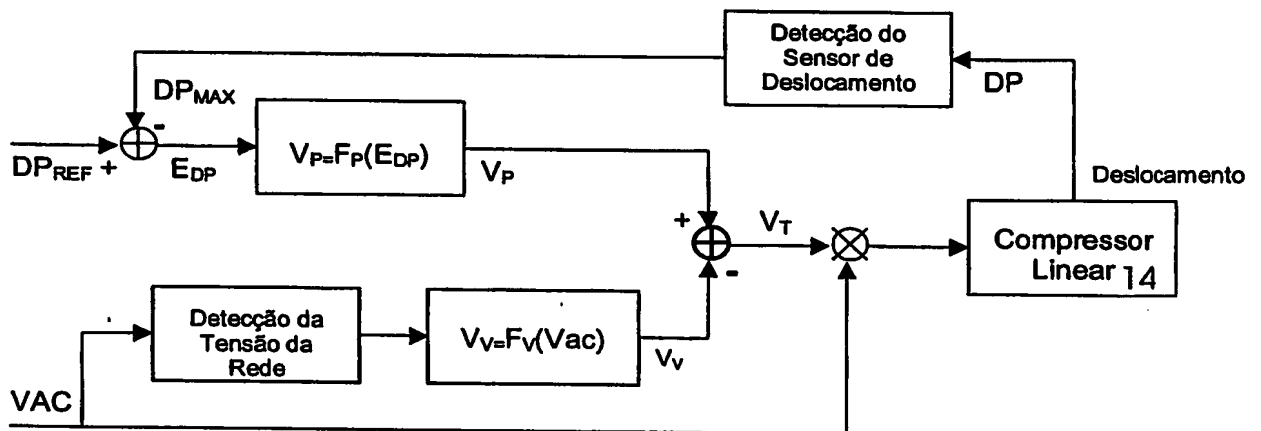 Detecção do
Sensor de
Deslocamento
DP
DPMAX
-
DPREF +
EDP
VP=FP(EDP)
VP
Deslocamento
+
VT
-
Compressor
Linear 14
Detecção da
Tensão da
Rede
VV=FV(Vac)
VV
VAC